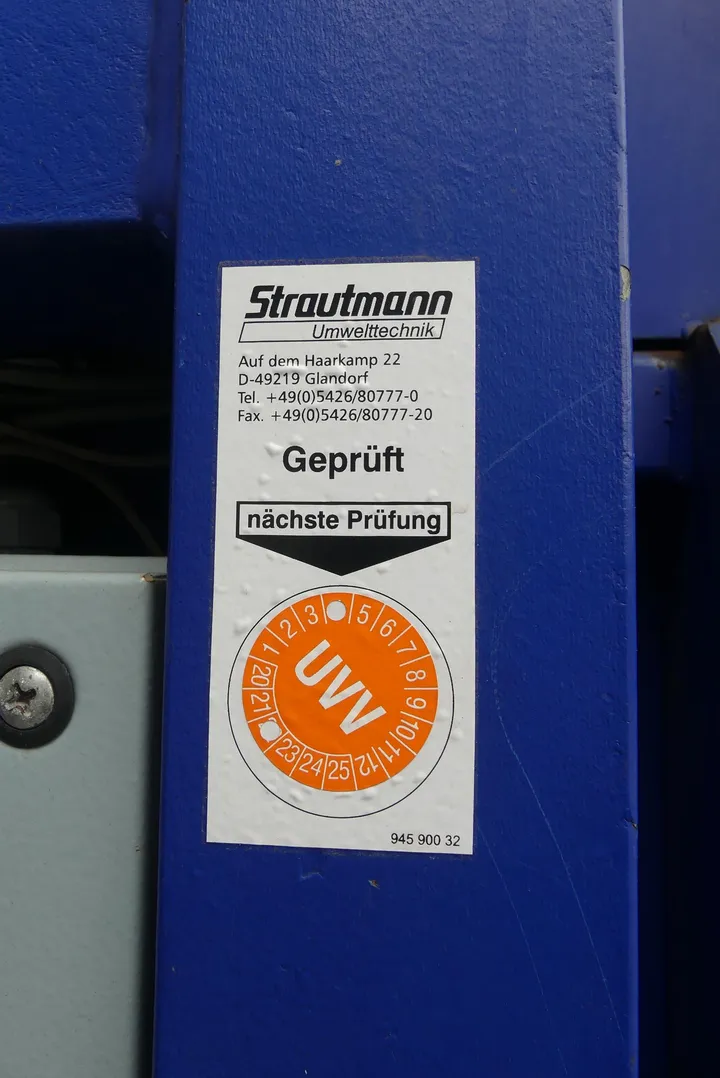 Strautmann
Umwelttechnik
Auf dem Haarkamp 22
D-49219 Glandorf
Tel. +49(0)5426/80777-0
Fax. +49(0)5426/80777-20
Geprüft
nächste Prüfung
1 2 3 5 6 7 8 9 10 11 12
UVV
20 21 23 24 25
945 900 32